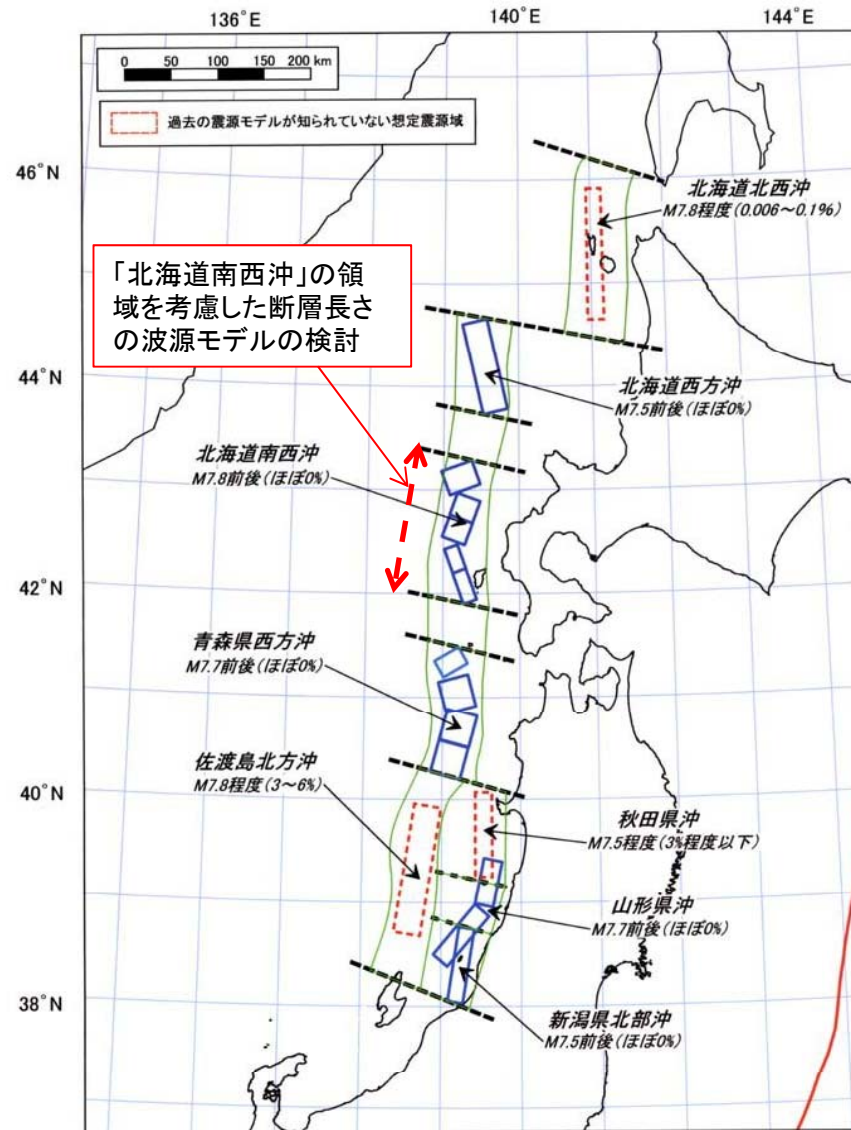 136°E
140°E
144°E
0 50 100 150 200 km
過去の震源モデルが知られていない想定震源域
46°N
北海道北西沖
M7.8程度(0.006～0.1%)
「北海道南西沖」の領
域を考慮した断層長さ
の波源モデルの検討
44°N
北海道西方沖
M7.5前後(ほぼ0%)
北海道南西沖
M7.8前後(ほぼ0%)
42°N
青森県西方沖
M7.7前後(ほぼ0%)
佐渡島北方沖
M7.8程度(3～6%)
40°N
秋田県沖
M7.5程度(3%程度以下)
山形県沖
M7.7前後(ほぼ0%)
38°N
新潟県北部沖
M7.5前後(ほぼ0%)